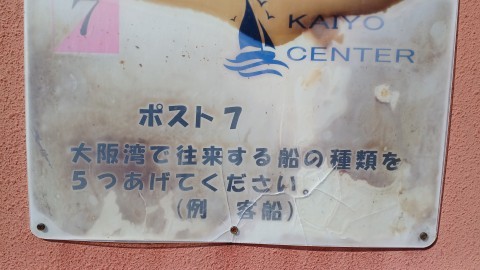 7
KAIYO
CENTER
ポスト7
大阪湾で往来する船の種類を
5つあげてください。
(例 客船)